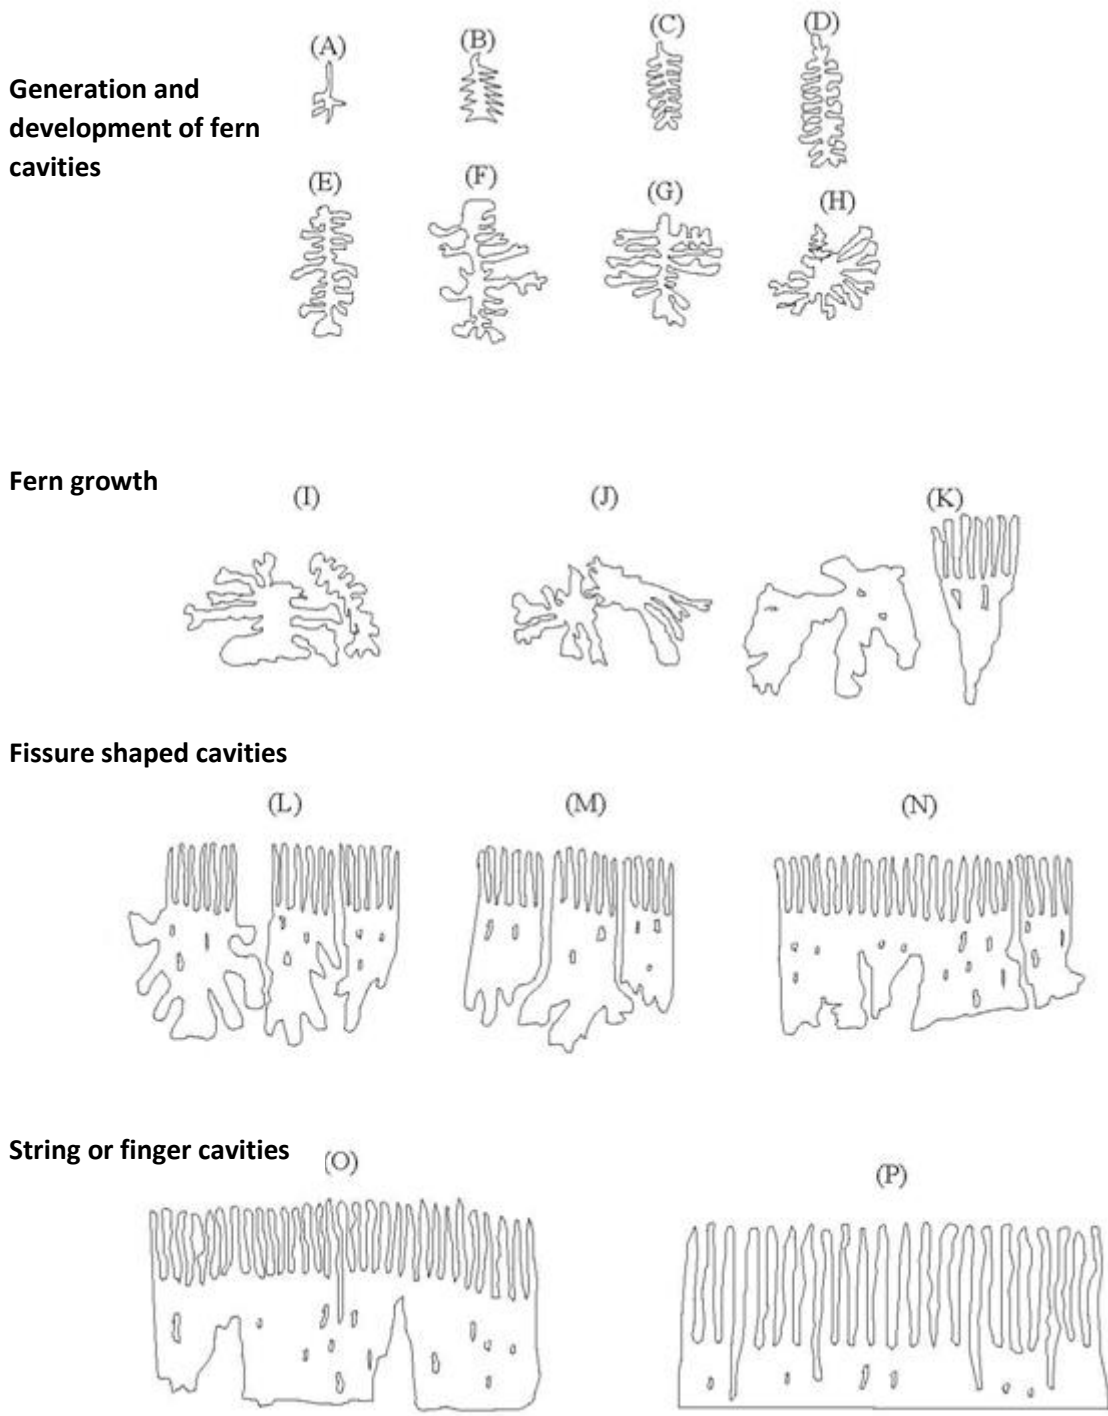 (A) (B) (C) (D)
Generation and
development of fern
cavities
(E) (F) (G) (H)
Fern growth
(I) (J) (K)
Fissure shaped cavities
(L) (M) (N)
String or finger cavities
(O) (P)